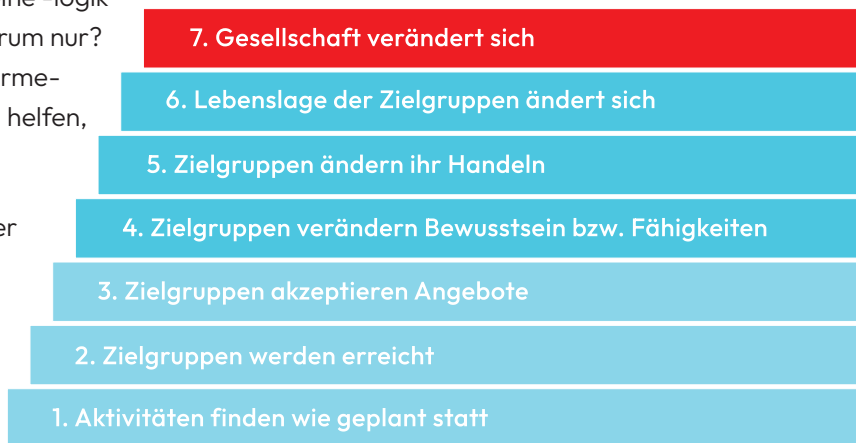 rum nur?
rme-
helfen,
er
7. Gesellschaft verändert sich
6. Lebenslage der Zielgruppen ändert sich
5. Zielgruppen ändern ihr Handeln
4. Zielgruppen verändern Bewusstsein bzw. Fähigkeiten
3. Zielgruppen akzeptieren Angebote
2. Zielgruppen werden erreicht
1. Aktivitäten finden wie geplant statt